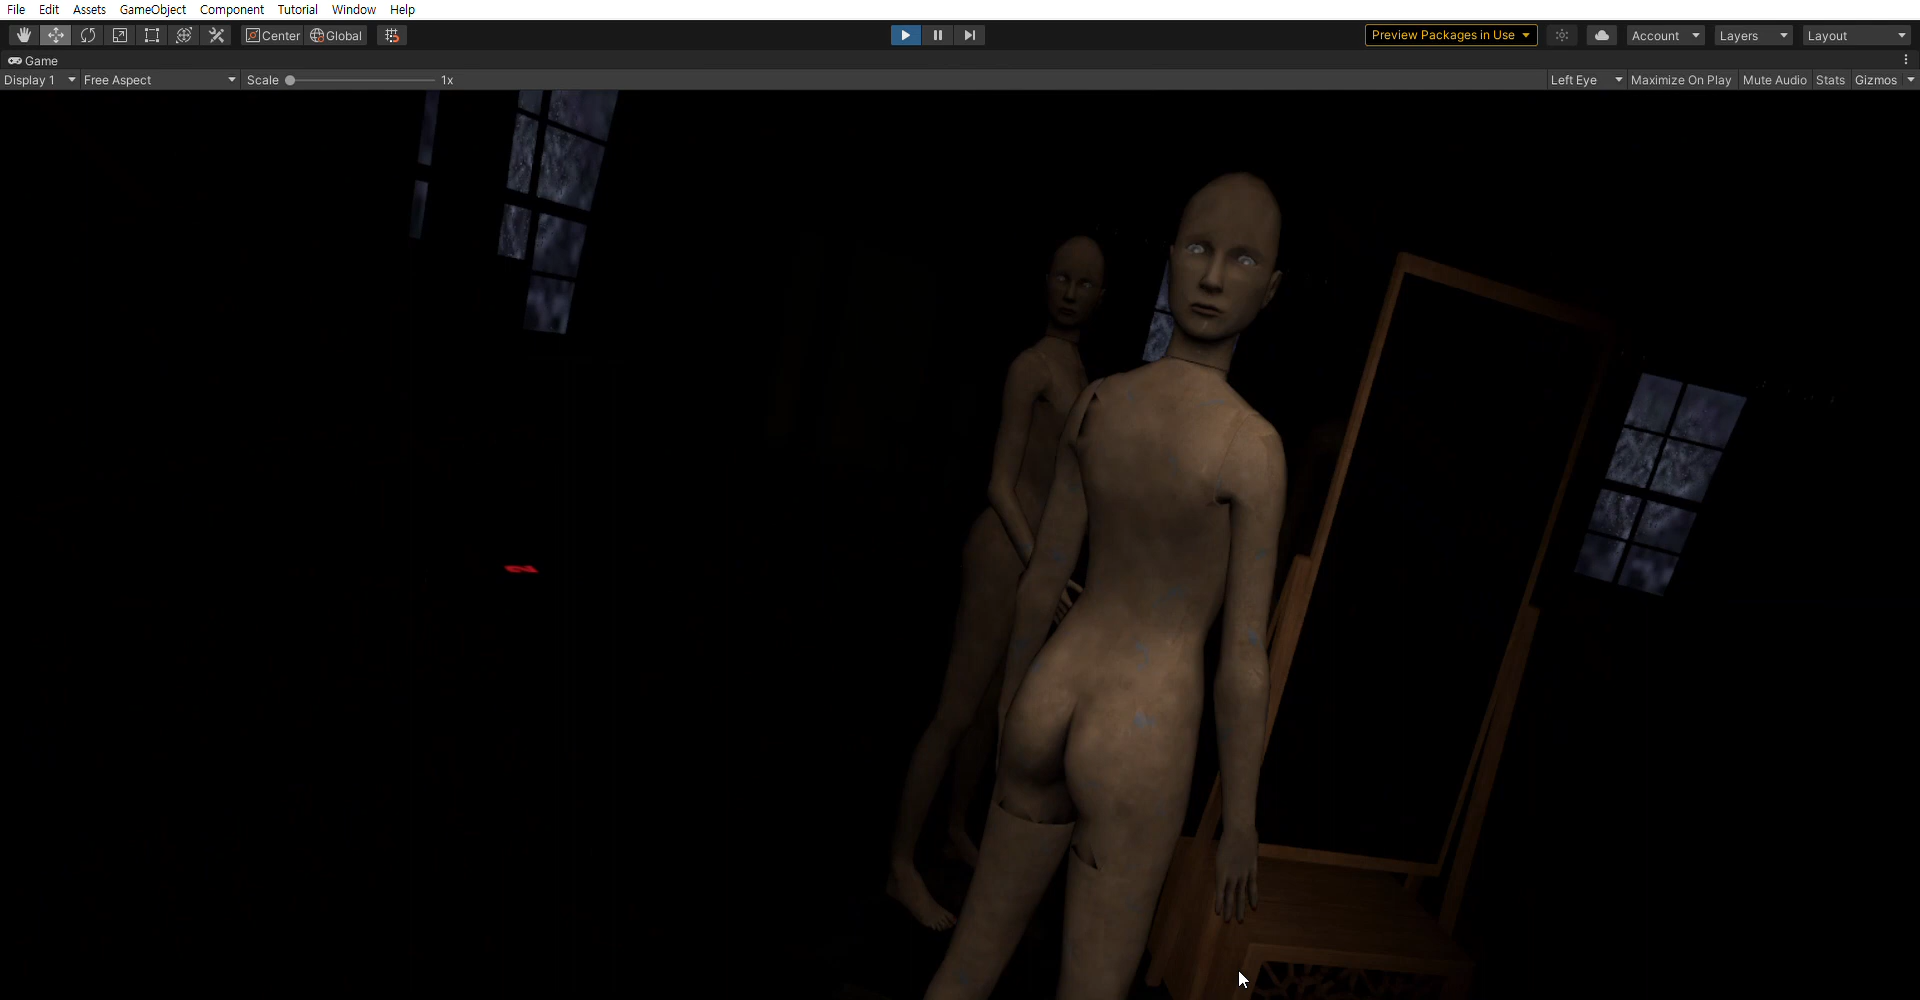 File Edit Assets GameObject Component Tutorial Window Help
Center Global Preview Packages in Use Account Layers Layout
Game
Display 1 Free Aspect Scale 1x Left Eye Maximize On Play Mute Audio Stats Gizmos